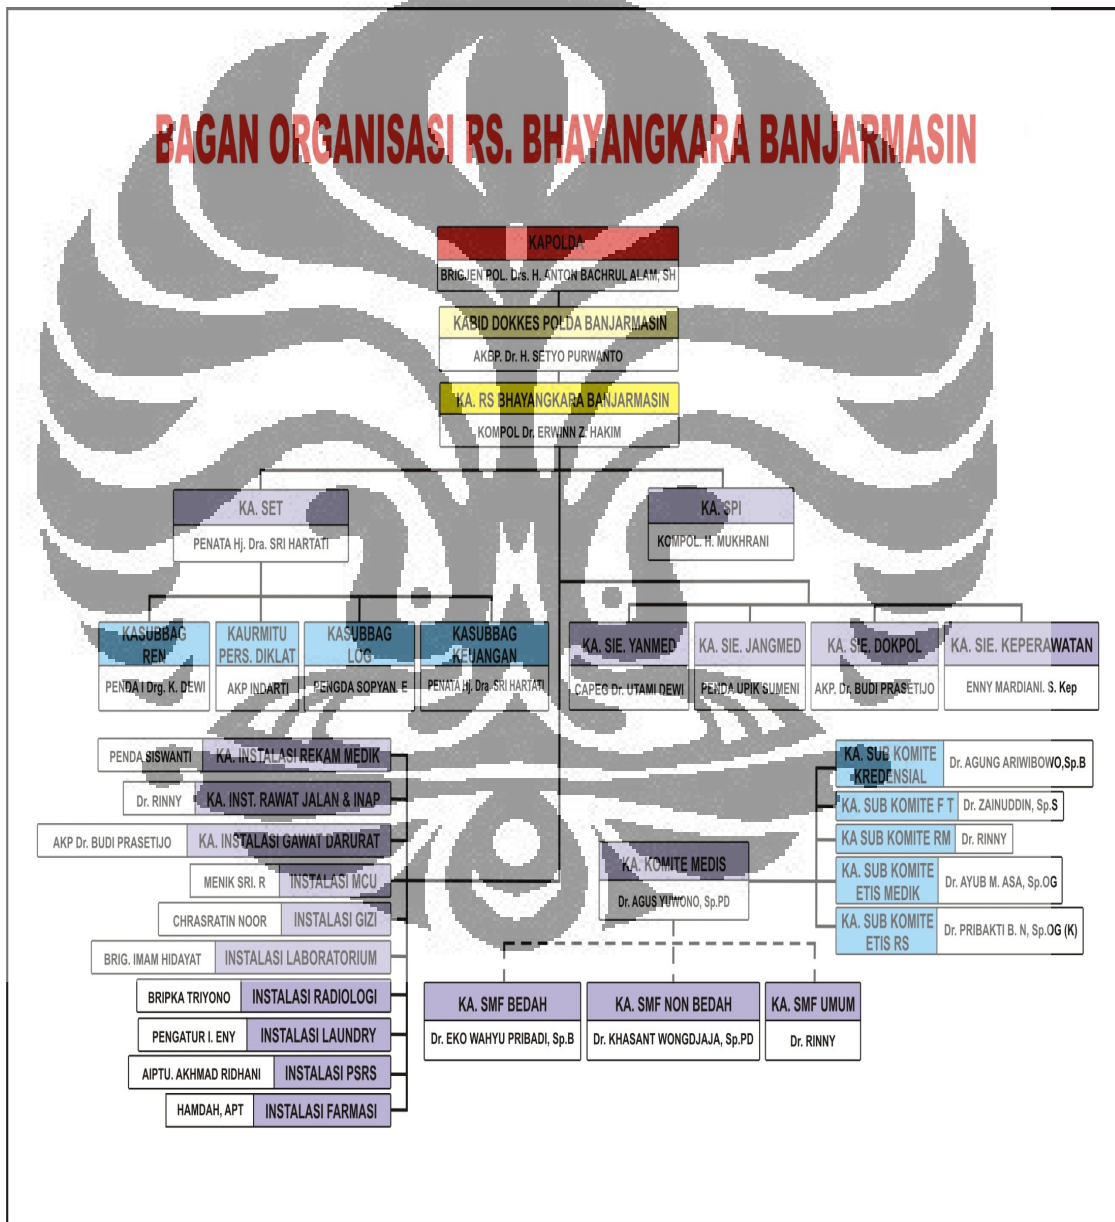 BAGAN ORGANISASI RS. BHAYANGKARA BANJARMASIN
KAPOLDA
BRIGJEN POL. Drs. H. ANTON BACHRUL ALAM, SH
KABID DOKKES POLDA BANJARMASIN
AKBP. Dr. H. SETYO PURWANTO
KA. RS BHAYANGKARA BANJARMASIN
KOMPOL Dr. ERWINN Z. HAKIM
KA. SET
PENATA Hj. Dra. SRI HARTATI
KA. SPI
KOMPOL. H. MUKHRANI
KASUBBAG
REN
PENDA I Drg. K. DEWI
KAURMITU
PERS. DIKLAT
AKP INDARTI
KASUBBAG
LOG
PENGDA SOPYAN. E
KASUBBAG
KEUANGAN
PENATA Hj. Dra. SRI HARTATI
KA. SIE. YANMED
CAPEG Dr. UTAMI DEWI
KA. SIE. JANGMED
PENDA UPIK SUMENI
KA. SIE. DOKPOL
AKP. Dr. BUDI PRASETIJO
KA. SIE. KEPERAWATAN
ENNY MARDIANI. S. Kep
PENDA SISWANTI KA. INSTALASI REKAM MEDIK
Dr. RINNY KA. INST. RAWAT JALAN & INAP
AKP Dr. BUDI PRASETIJO KA. INSTALASI GAWAT DARURAT
MENIK SRI. R INSTALASI MCU
CHRASRATIN NOOR INSTALASI GIZI
BRIG. IMAM HIDAYAT INSTALASI LABORATORIUM
BRIPKA TRIYONO INSTALASI RADIOLOGI
PENGATUR I. ENY INSTALASI LAUNDRY
AIPTU. AKHMAD RIDHANI INSTALASI PSRS
HAMDAH, APT INSTALASI FARMASI
KA. KOMITE MEDIS
Dr. AGUS YUWONO, Sp.PD
KA. SUB KOMITE
KREDENSIAL
Dr. AGUNG ARIWIBOWO,Sp.B
KA. SUB KOMITE F T Dr. ZAINUDDIN, Sp.S
KA SUB KOMITE RM Dr. RINNY
KA. SUB KOMITE
ETIS MEDIK
Dr. AYUB M. ASA, Sp.OG
KA. SUB KOMITE
ETIS RS
Dr. PRIBAKTI B. N, Sp.OG (K)
KA. SMF BEDAH
Dr. EKO WAHYU PRIBADI, Sp.B
KA. SMF NON BEDAH
Dr. KHASANT WONGDJAJA, Sp.PD
KA. SMF UMUM
Dr. RINNY